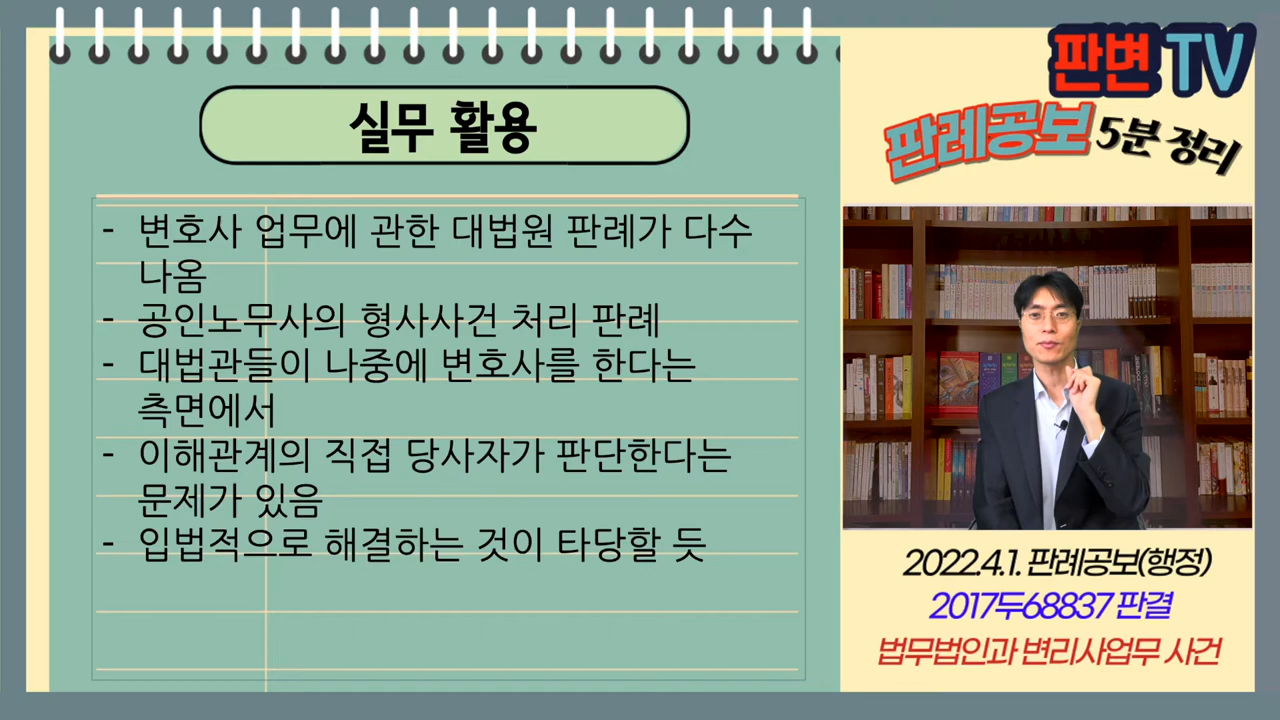 실무 활용
- 변호사 업무에 관한 대법원 판례가 다수
나옴
- 공인노무사의 형사사건 처리 판례
- 대법관들이 나중에 변호사를 한다는
측면에서
- 이해관계의 직접 당사자가 판단한다는
문제가 있음
- 입법적으로 해결하는 것이 타당할 듯
판변 TV
판례공보 5분 정리
2022.4.1. 판례공보(행정)
2017두68837 판결
법무법인과 변리사업무 사건